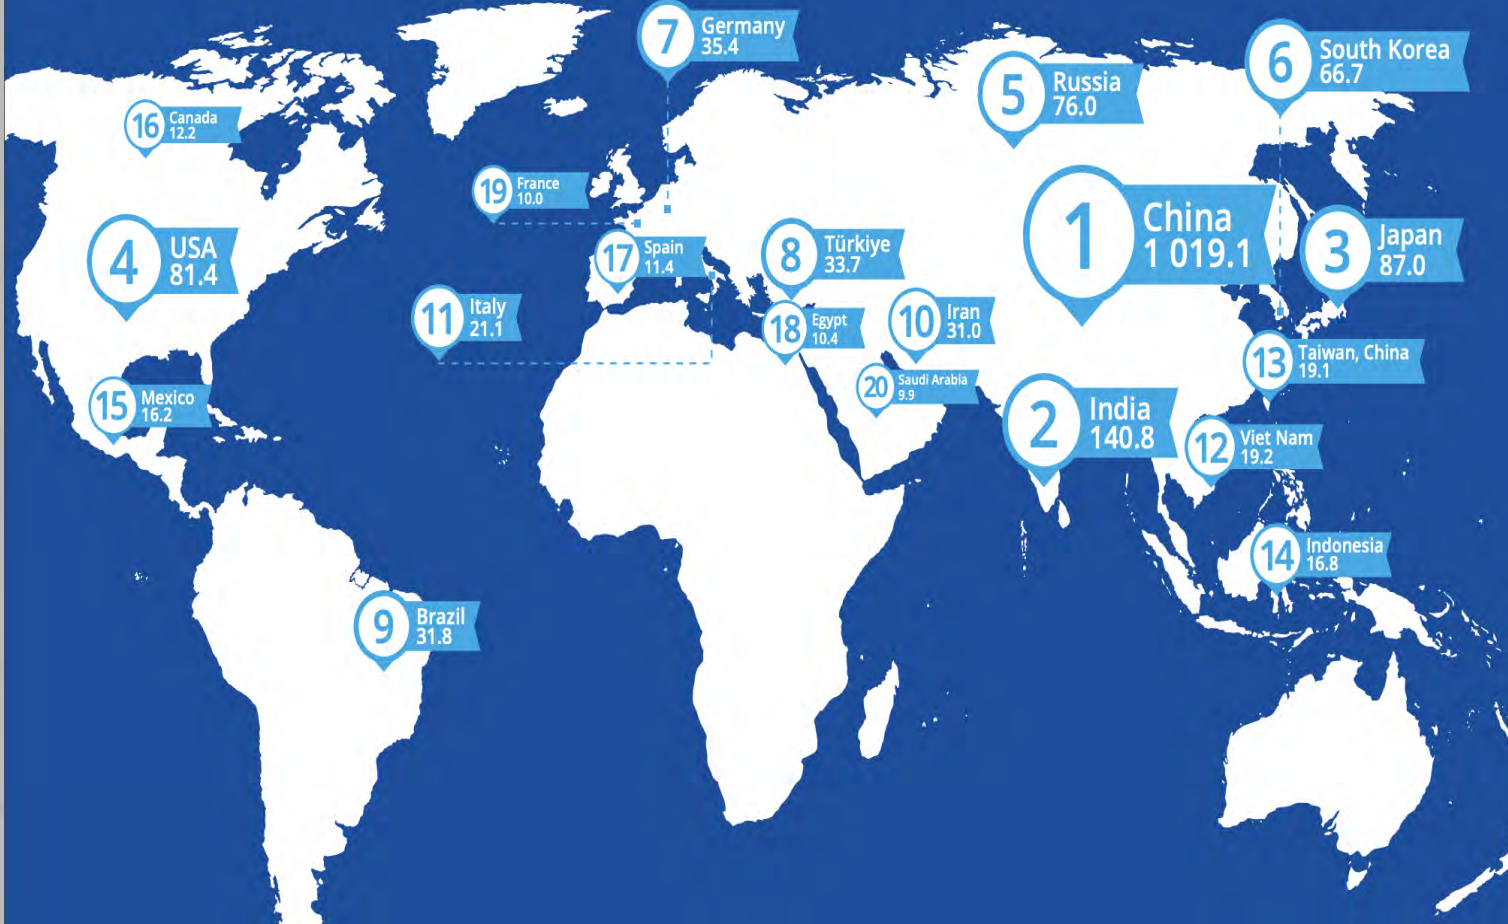 7
Germany
35.4
6
South Korea
66.7
5
Russia
76.0
16
Canada
12.2
19
France
10.0
1
China
1 019.1
4
USA
81.4
17
Spain
11.4
8
Türkiye
33.7
3
Japan
87.0
11
Italy
21.1
18
Egypt
10.4
10
Iran
31.0
13
Taiwan, China
19.1
20
Saudi Arabia
9.9
15
Mexico
16.2
2
India
140.8
12
Viet Nam
19.2
14
Indonesia
16.8
9
Brazil
31.8